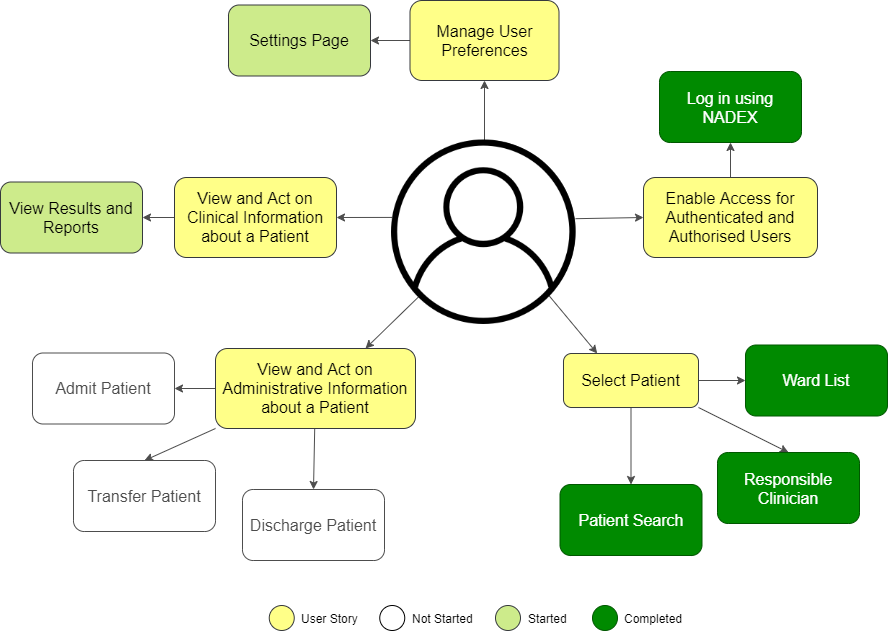 Settings Page
Manage User
Preferences
Log in using
NADEX
View Results and
Reports
View and Act on
Clinical Information
about a Patient
Enable Access for
Authenticated and
Authorised Users
Admit Patient
View and Act on
Administrative Information
about a Patient
Select Patient
Ward List
Transfer Patient
Discharge Patient
Patient Search
Responsible
Clinician
User Story
Not Started
Started
Completed